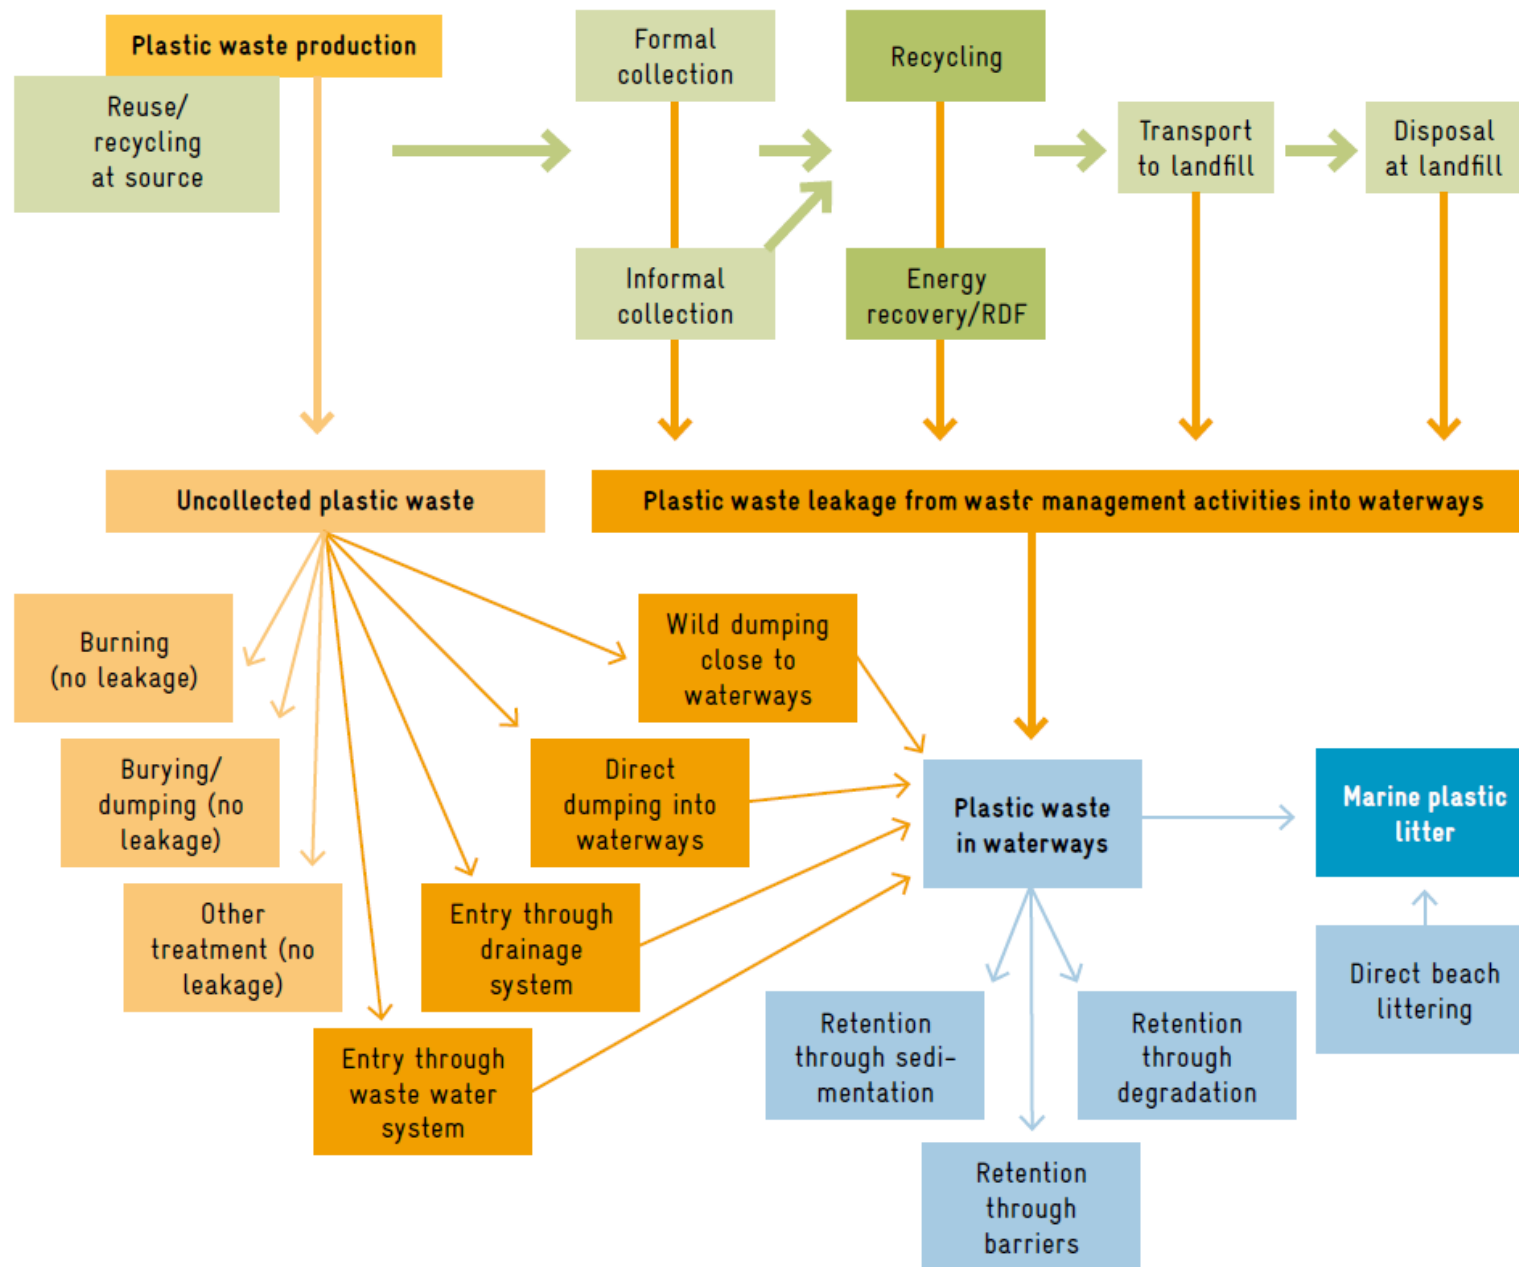 Plastic waste production
Reuse/
recycling
at source
Formal
collection
Informal
collection
Recycling
Energy
recovery/RDF
Transport
to landfill
Disposal
at landfill
Uncollected plastic waste
Plastic waste leakage from waste management activities into waterways
Burning
(no leakage)
Burying/
dumping (no
leakage)
Other
treatment (no
leakage)
Entry through
waste water
system
Entry through
drainage
system
Direct
dumping into
waterways
Wild dumping
close to
waterways
Plastic waste
in waterways
Marine plastic
litter
Direct beach
littering
Retention
through sedi-
mentation
Retention
through
barriers
Retention
through
degradation